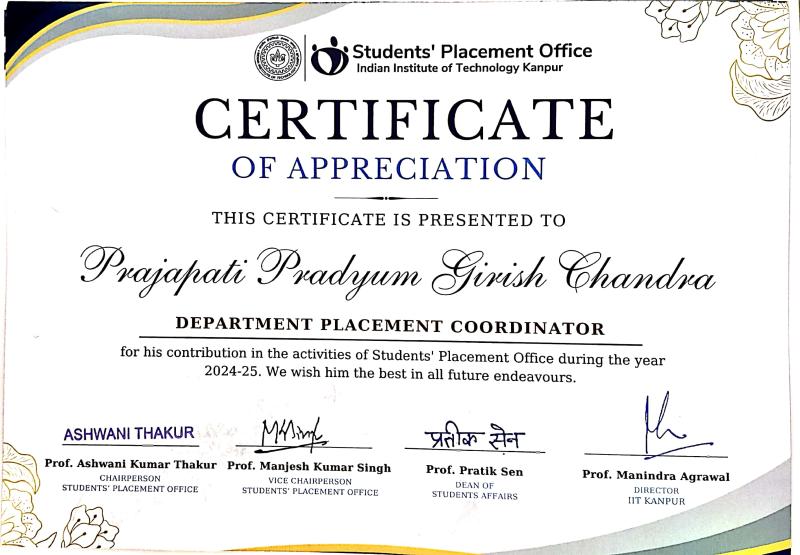 Students' Placement Office
Indian Institute of Technology Kanpur
CERTIFICATE
OF APPRECIATION
THIS CERTIFICATE IS PRESENTED TO
Prajapati Pradyum Girish Chandra
DEPARTMENT PLACEMENT COORDINATOR
for his contribution in the activities of Students' Placement Office during the year
2024-25. We wish him the best in all future endeavours.
ASHWANI THAKUR
प्रतीक सेन
Prof. Ashwani Kumar Thakur
CHAIRPERSON
STUDENTS' PLACEMENT OFFICE
Prof. Manjesh Kumar Singh
VICE CHAIRPERSON
STUDENTS' PLACEMENT OFFICE
Prof. Pratik Sen
DEAN OF
STUDENTS AFFAIRS
Prof. Manindra Agrawal
DIRECTOR
IIT KANPUR